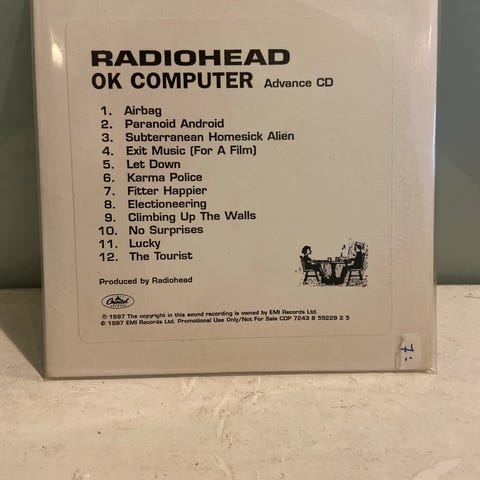 RADIOHEAD
OK COMPUTER Advance CD
1. Airbag
2. Paranoid Android
3. Subterranean Homesick Alien
4. Exit Music (For A Film)
5. Let Down
6. Karma Police
7. Fitter Happier
8. Electioneering
9. Climbing Up The Walls
10. No Surprises
11. Lucky
12. The Tourist
Produced by Radiohead
Capitol
℗ 1997 The copyright in this sound recording is owned by EMI Records Ltd.
© 1997 EMI Records Ltd. Promotional Use Only/Not For Sale CDP 7243 8 55229 2 5
7: